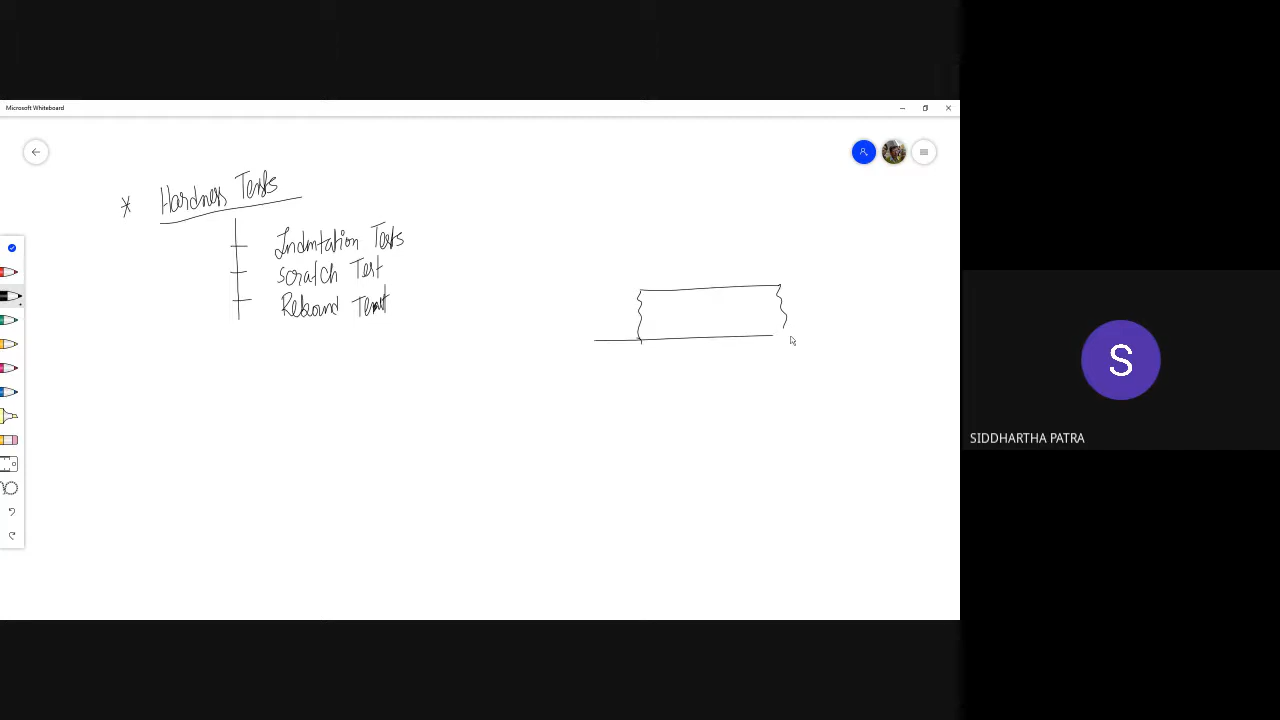 Microsoft Whiteboard
* Hardness Tests
Indentation Tests
Scratch Test
Rebound Test
S
SIDDHARTHA PATRA